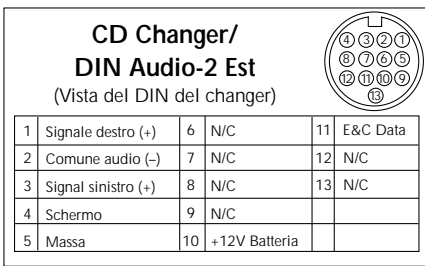 CD Changer/
DIN Audio-2 Est
(Vista del DIN del changer)
4 3 2 1
8 7 6 5
12 11 10 9
13
1 Signale destro (+) 6 N/C 11 E&C Data
2 Comune audio (–) 7 N/C 12 N/C
3 Signal sinistro (+) 8 N/C 13 N/C
4 Schermo 9 N/C
5 Massa 10 +12V Batteria